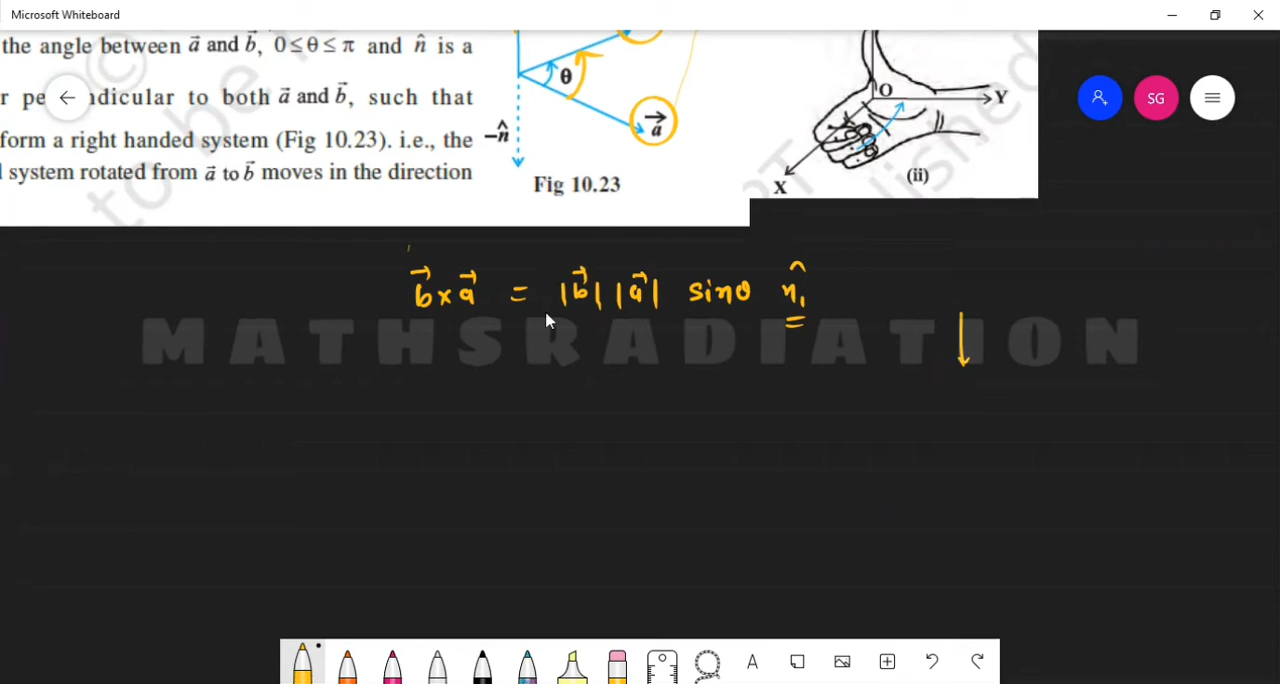 Microsoft Whiteboard
the angle between a⃗ and b⃗, 0≤θ≤π and n̂ is a
r pe dicular to both a⃗ and b⃗, such that
form a right handed system (Fig 10.23). i.e., the
system rotated from a⃗ to b⃗ moves in the direction
θ
a⃗
−n̂
Fig 10.23
O
Y
X
(ii)
SG
b⃗ × a⃗ = |b⃗| |a⃗| sinθ n̂₁
MATHSRADIATION
A